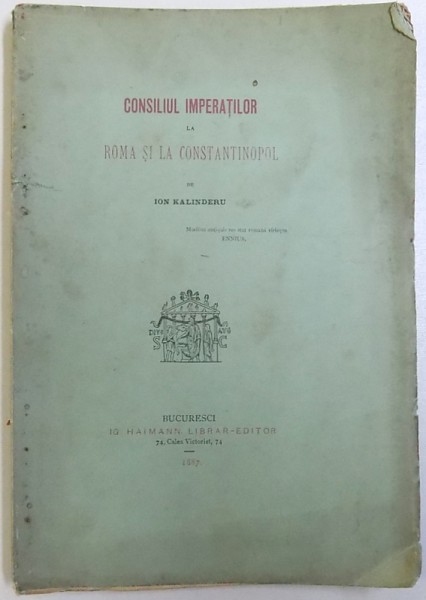 CONSILIUL IMPERAȚILOR
LA
ROMA ȘI LA CONSTANTINOPOL
DE
ION KALINDERU
ENNIUS.
BUCURESCI
IG. HAIMANN, LIBRAR-EDITOR
74, Calea Victoriei, 74
1887.